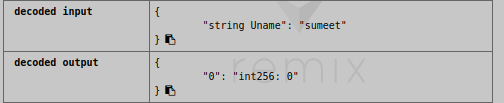 decoded input {
"string Uname": "sumeet"
}
decoded output {
"0": "int256: 0"
}
remix